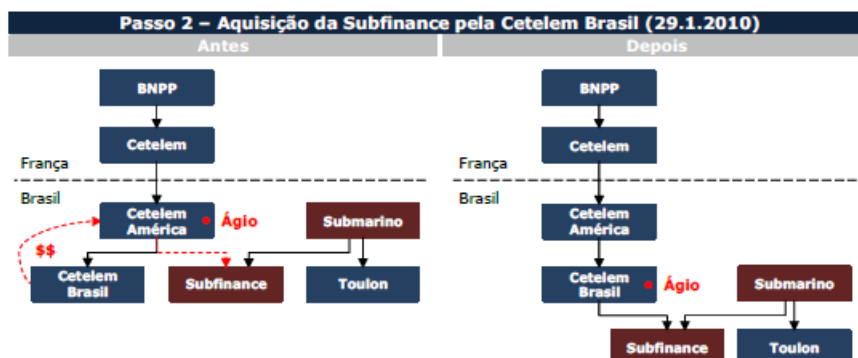 Passo 2 – Aquisição da Subfinance pela Cetelem Brasil (29.1.2010)
Antes
Depois
BNPP
Cetelem
França
Brasil
Cetelem
América
Ágio
Submarino
$$
Cetelem
Brasil
Subfinance
Toulon
BNPP
Cetelem
França
Brasil
Cetelem
América
Cetelem
Brasil
Ágio
Submarino
Subfinance
Toulon